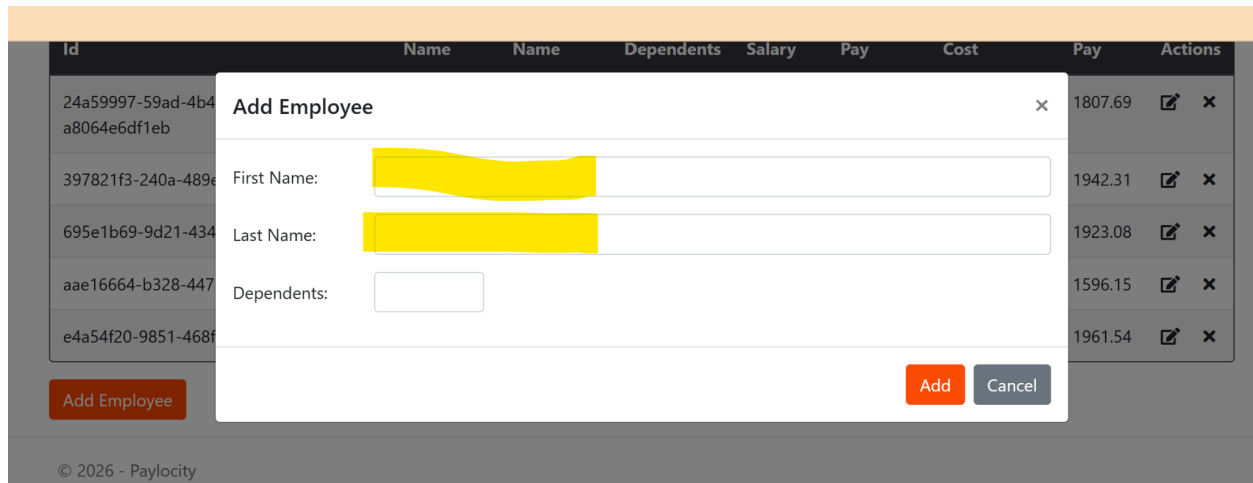 Id Name Name Dependents Salary Pay Cost Pay Actions
24a59997-59ad-4b4
a8064e6df1eb
1807.69
Add Employee ×
397821f3-240a-489e
1942.31
First Name:
695e1b69-9d21-434
1923.08
Last Name:
aae16664-b328-447
1596.15
Dependents:
e4a54f20-9851-468f
1961.54
Add Cancel
Add Employee
© 2026 - Paylocity